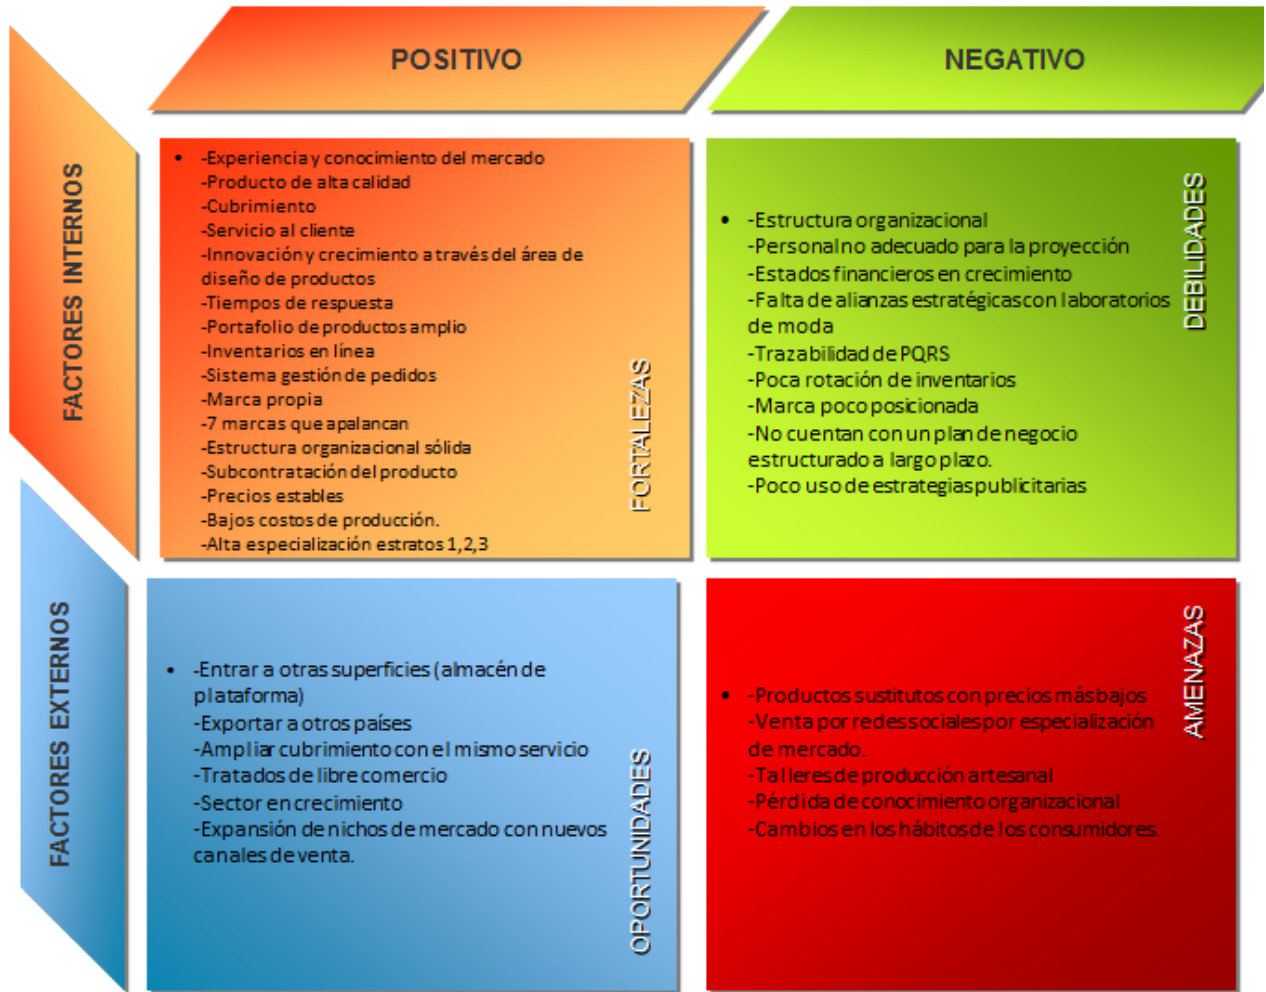 POSITIVO
NEGATIVO
FACTORES INTERNOS
• -Experiencia y conocimiento del mercado
-Producto de alta calidad
-Cubrimiento
-Servicio al cliente
-Innovación y crecimiento a través del área de
diseño de productos
-Tiempos de respuesta
-Portafolio de productos amplio
-Inventarios en línea
-Sistema gestión de pedidos
-Marca propia
-7 marcas que apalancan
-Estructura organizacional sólida
-Subcontratación del producto
-Precios estables
-Bajos costos de producción.
-Alta especialización estratos 1,2,3
FORTALEZAS
• -Estructura organizacional
-Personal no adecuado para la proyección
-Estados financieros en crecimiento
-Falta de alianzas estratégicas con laboratorios
de moda
-Trazabilidad de PQRS
-Poca rotación de inventarios
-Marca poco posicionada
-No cuentan con un plan de negocio
estructurado a largo plazo.
-Poco uso de estrategias publicitarias
DEBILIDADES
FACTORES EXTERNOS
• -Entrar a otras superficies (almacén de
plataforma)
-Exportar a otros países
-Ampliar cubrimiento con el mismo servicio
-Tratados de libre comercio
-Sector en crecimiento
-Expansión de nichos de mercado con nuevos
canales de venta.
OPORTUNIDADES
• -Productos sustitutos con precios más bajos
-Venta por redes sociales por especialización
de mercado.
-Talleres de producción artesanal
-Pérdida de conocimiento organizacional
-Cambios en los hábitos de los consumidores.
AMENAZAS